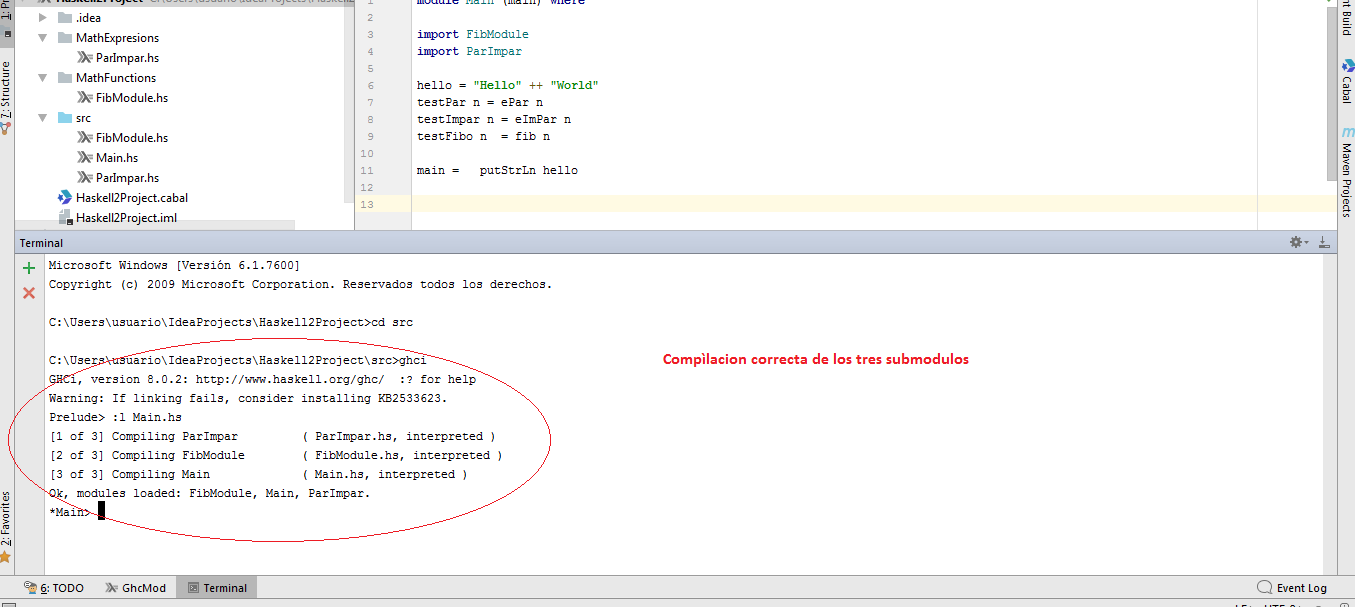 1: Pr
Haskell2Project C:\Users\usuario\IdeaProjects\Haskell2
.idea
MathExpresions
ParImpar.hs
MathFunctions
FibModule.hs
src
FibModule.hs
Main.hs
ParImpar.hs
Haskell2Project.cabal
Haskell2Project.iml
7: Structure
2: Favorites
1 module Main (main) where
2
3 import FibModule
4 import ParImpar
5
6 hello = "Hello" ++ "World"
7 testPar n = ePar n
8 testImpar n = eImPar n
9 testFibo n = fib n
10
11 main = putStrLn hello
12
13
nt Build
Cabal
m Maven Projects
Terminal
Microsoft Windows [Versión 6.1.7600]
Copyright (c) 2009 Microsoft Corporation. Reservados todos los derechos.
C:\Users\usuario\IdeaProjects\Haskell2Project>cd src
C:\Users\usuario\IdeaProjects\Haskell2Project\src>ghci
GHCi, version 8.0.2: http://www.haskell.org/ghc/ :? for help
Warning: If linking fails, consider installing KB2533623.
Prelude> :l Main.hs
[1 of 3] Compiling ParImpar ( ParImpar.hs, interpreted )
[2 of 3] Compiling FibModule ( FibModule.hs, interpreted )
[3 of 3] Compiling Main ( Main.hs, interpreted )
Ok, modules loaded: FibModule, Main, ParImpar.
*Main>
Compìlacion correcta de los tres submodulos
6: TODO
GhcMod
Terminal
Event Log